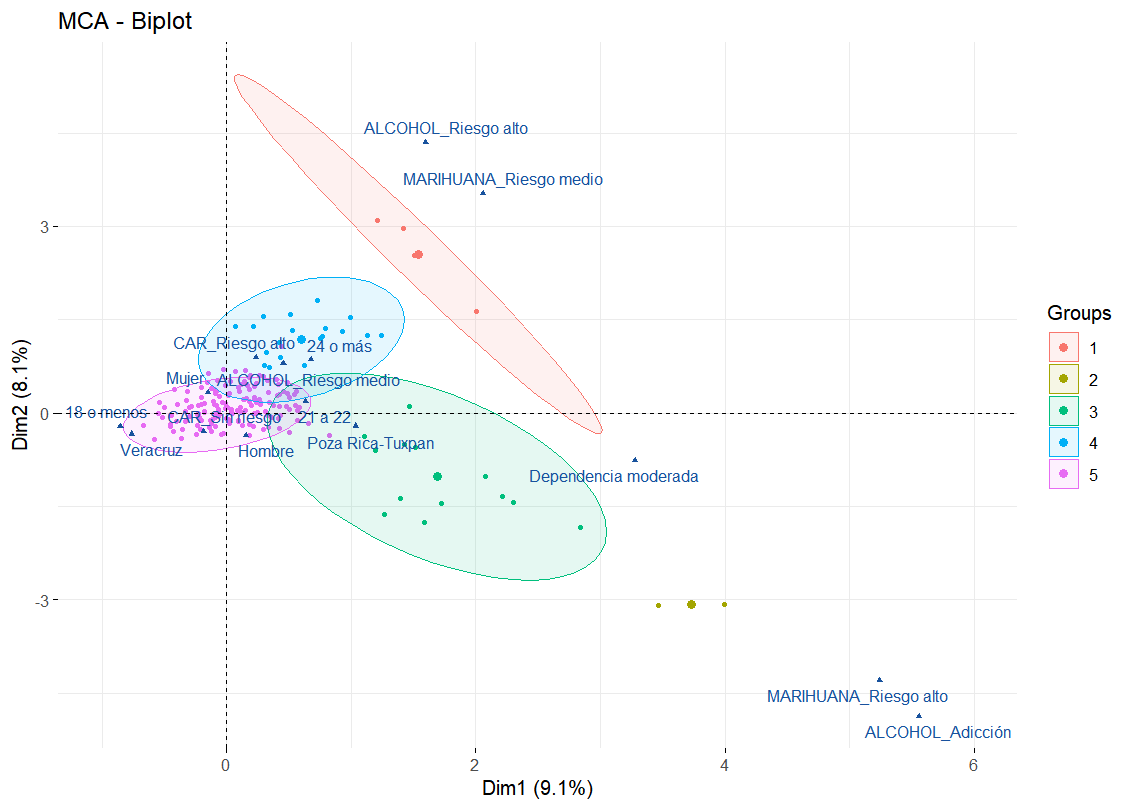 MCA - Biplot
ALCOHOL_Riesgo alto
MARIHUANA_Riesgo medio
3
CAR_Riesgo alto
24 o más
Mujer
ALCOHOL_Riesgo medio
0
18 o menos
CAR_Sin riesgo
21 a 22
Veracruz
Hombre
Poza Rica-Tuxpan
Dependencia moderada
-3
MARIHUANA_Riesgo alto
ALCOHOL_Adicción
0
2
4
6
Dim1 (9.1%)
Dim2 (8.1%)
Groups
1
2
3
4
5